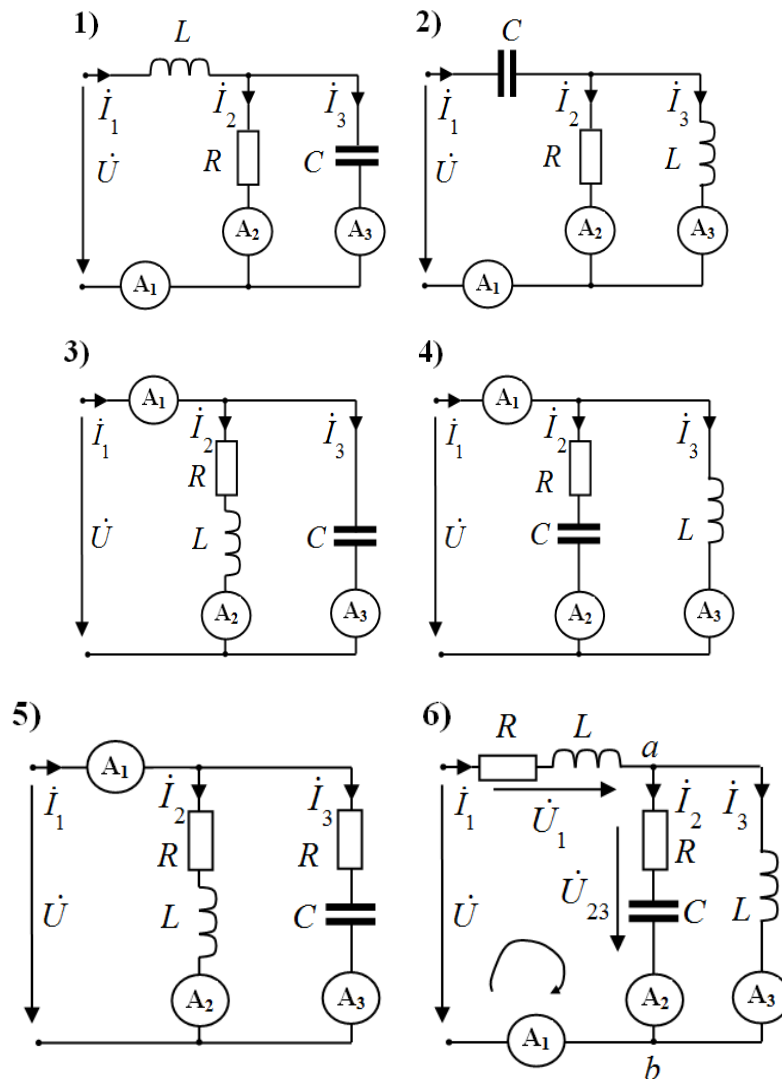 1)
L
İ₁
İ₂
İ₃
U̇
R
C
A₂
A₃
A₁
2)
C
İ₁
İ₂
İ₃
U̇
R
L
A₂
A₃
A₁
3)
A₁
İ₁
İ₂
İ₃
R
U̇
L
C
A₂
A₃
4)
A₁
İ₁
İ₂
İ₃
R
U̇
C
L
A₂
A₃
5)
A₁
İ₁
İ₂
İ₃
R
R
U̇
L
C
A₂
A₃
6)
R
L
a
İ₁
U̇₁
İ₂
İ₃
R
U̇
U̇₂₃
C
L
A₂
A₃
A₁
b